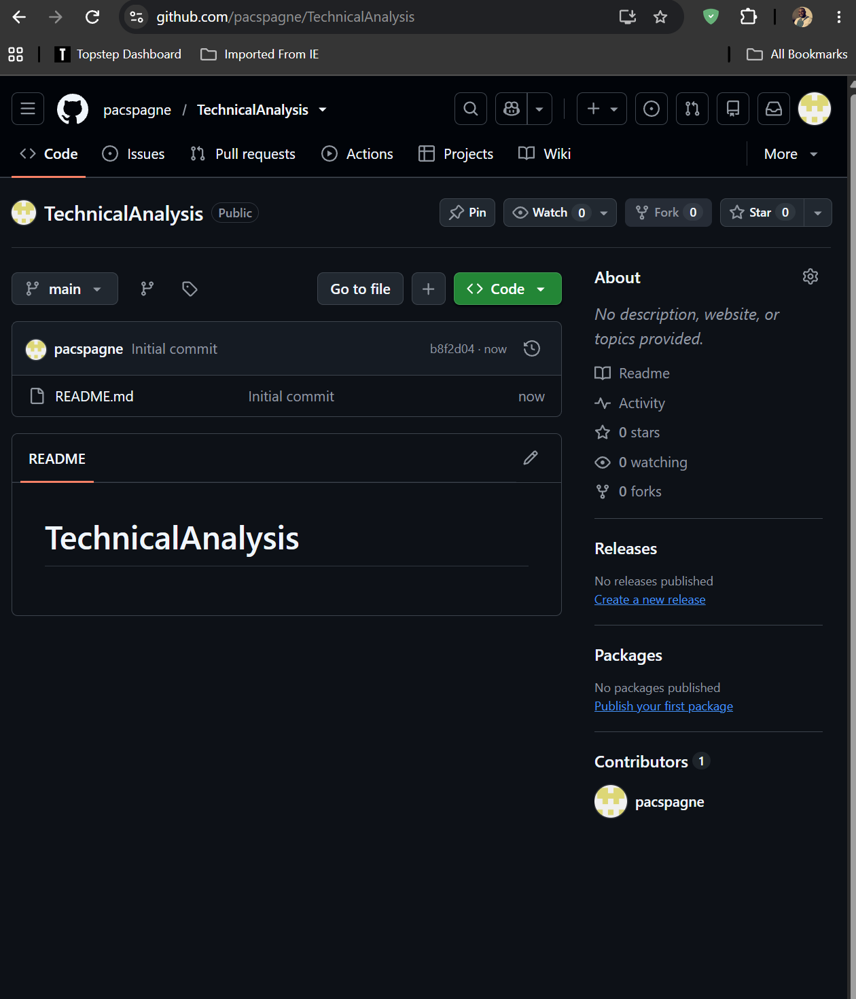 github.com/pacspagne/TechnicalAnalysis
T Topstep Dashboard Imported From IE All Bookmarks
pacspagne / TechnicalAnalysis
Code Issues Pull requests Actions Projects Wiki More
TechnicalAnalysis Public Pin Watch 0 Fork 0 Star 0
main Go to file Code
pacspagne Initial commit b8f2d04 · now
README.md Initial commit now
README
TechnicalAnalysis
About
No description, website, or
topics provided.
Readme
Activity
0 stars
0 watching
0 forks
Releases
No releases published
Create a new release
Packages
No packages published
Publish your first package
Contributors 1
pacspagne